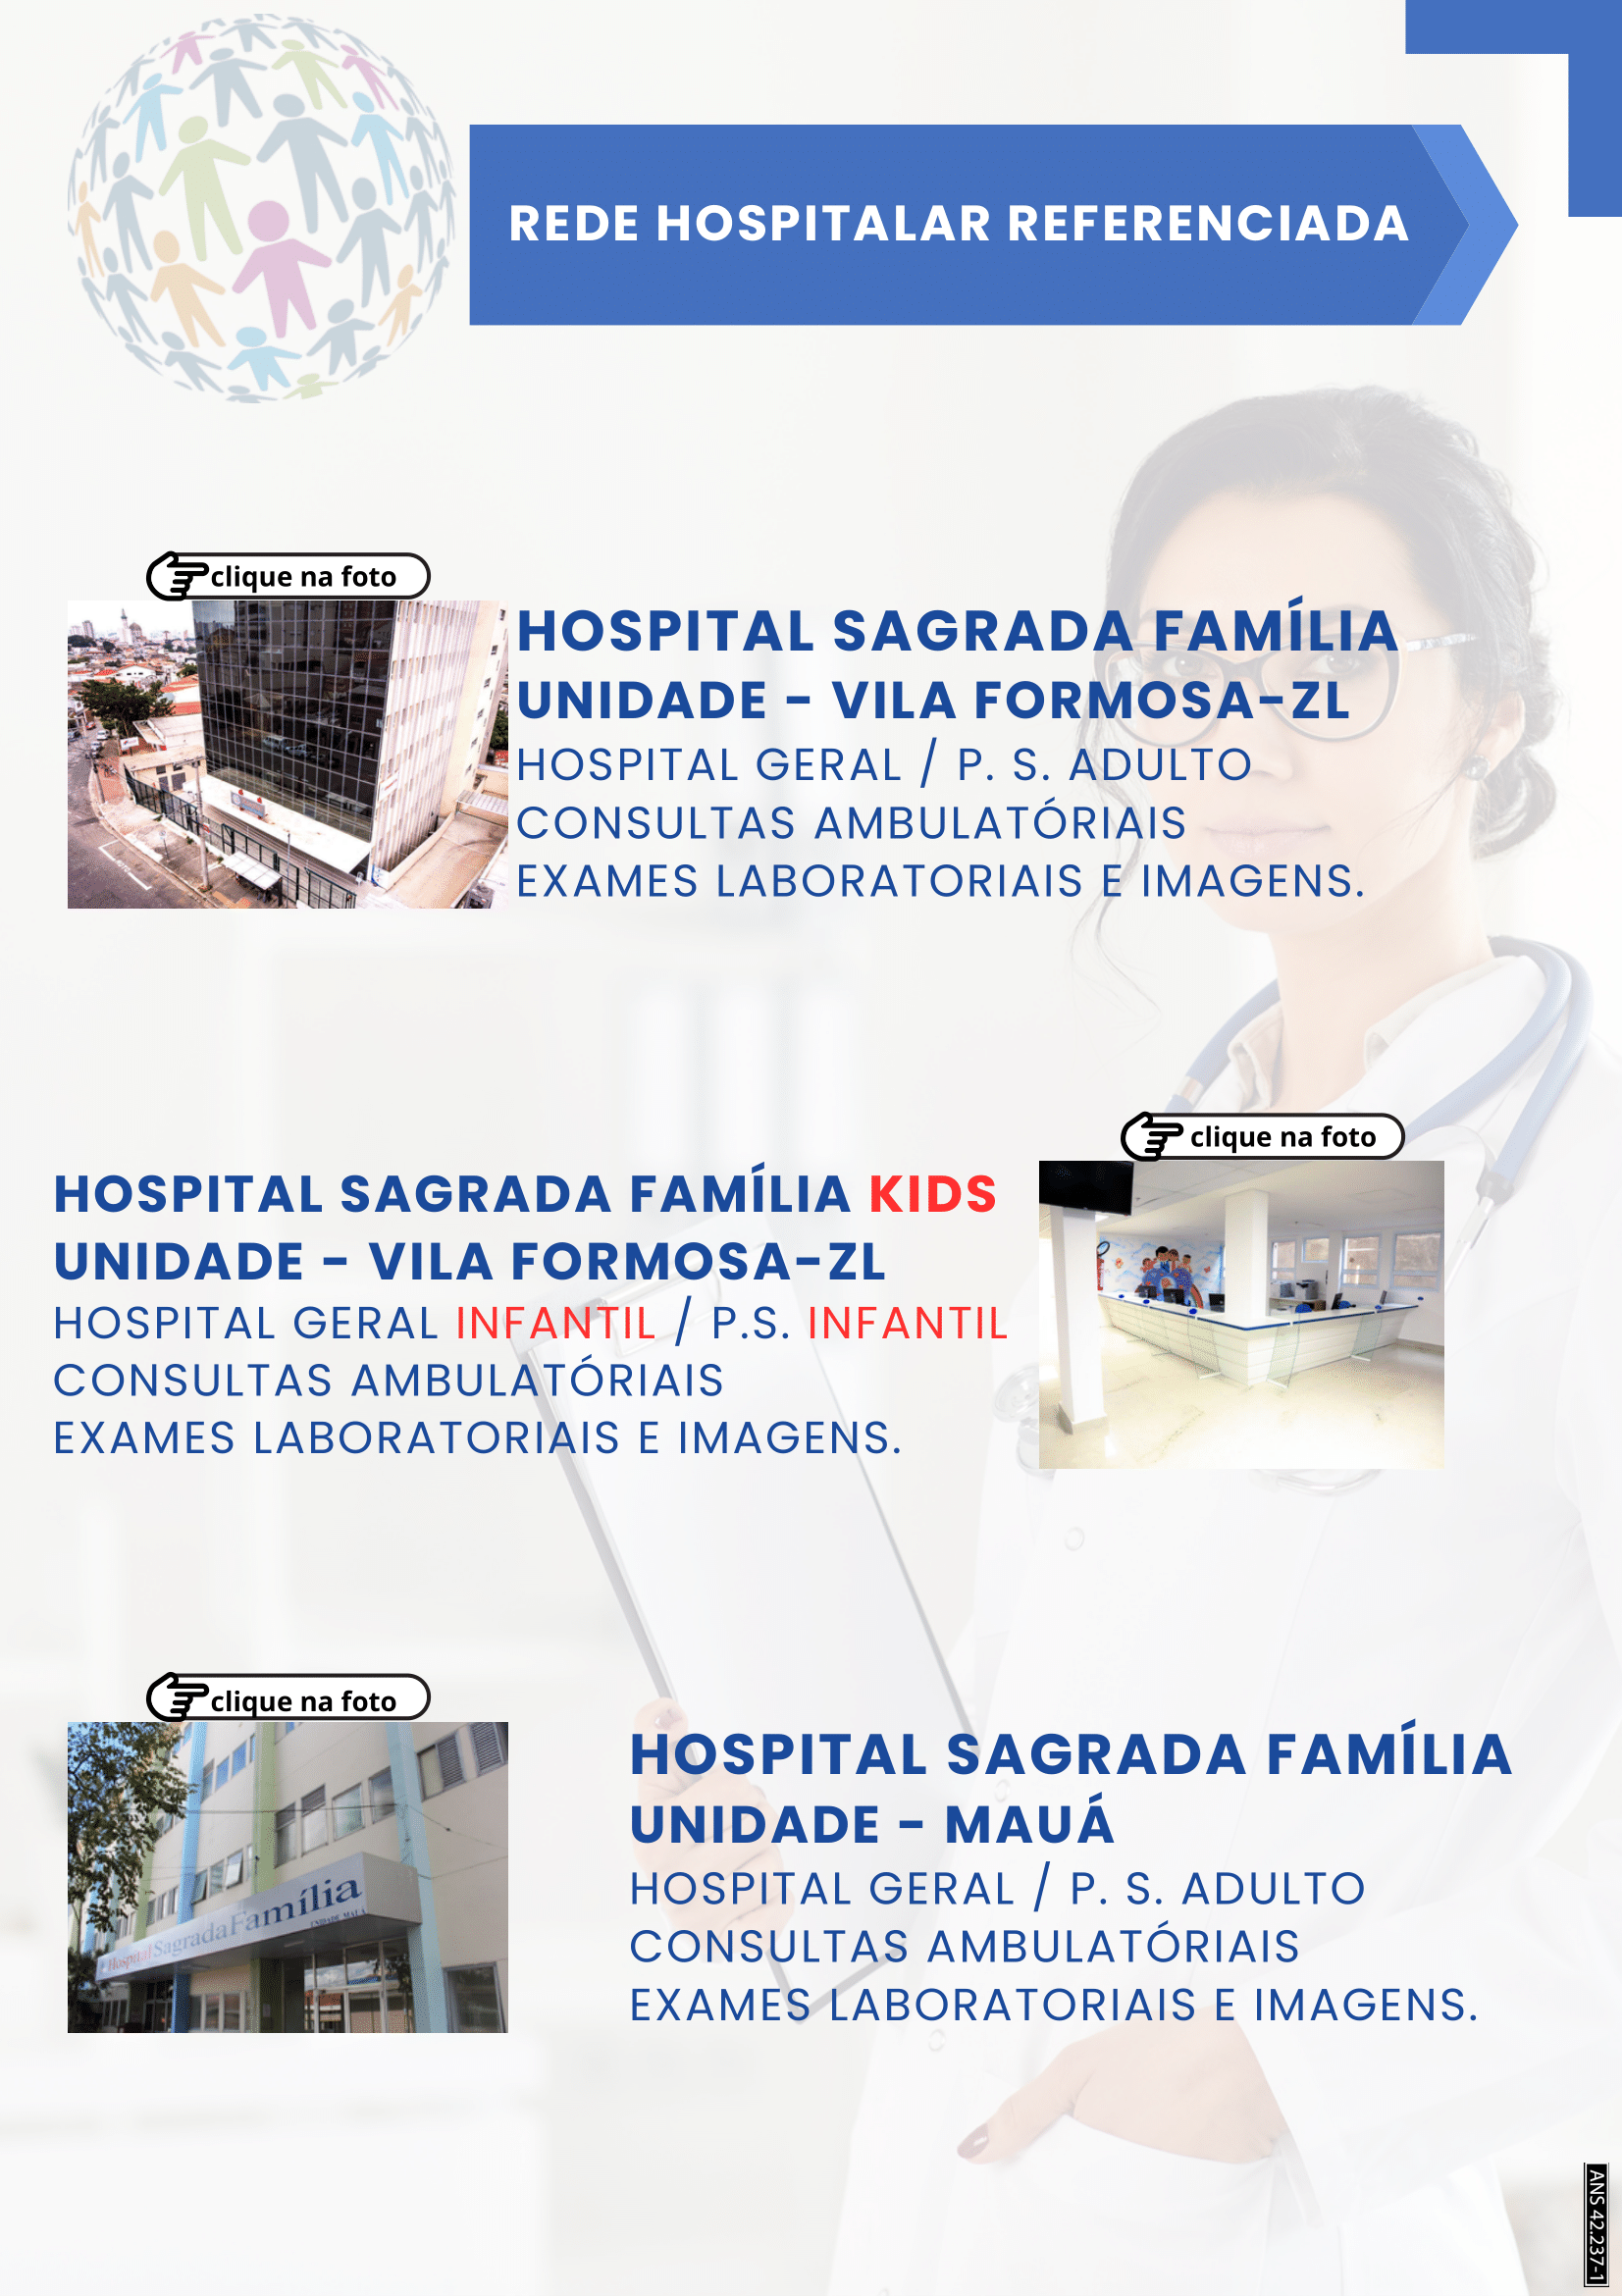 REDE HOSPITALAR REFERENCIADA
clique na foto
HOSPITAL SAGRADA FAMÍLIA
UNIDADE - VILA FORMOSA-ZL
HOSPITAL GERAL / P. S. ADULTO
CONSULTAS AMBULATÓRIAIS
EXAMES LABORATORIAIS E IMAGENS.
clique na foto
HOSPITAL SAGRADA FAMÍLIA KIDS
UNIDADE - VILA FORMOSA-ZL
HOSPITAL GERAL INFANTIL / P.S. INFANTIL
CONSULTAS AMBULATÓRIAIS
EXAMES LABORATORIAIS E IMAGENS.
clique na foto
Hospital Sagrada Família
UNIDADE MAUÁ
HOSPITAL SAGRADA FAMÍLIA
UNIDADE - MAUÁ
HOSPITAL GERAL / P. S. ADULTO
CONSULTAS AMBULATÓRIAIS
EXAMES LABORATORIAIS E IMAGENS.
ANS 42.237-1